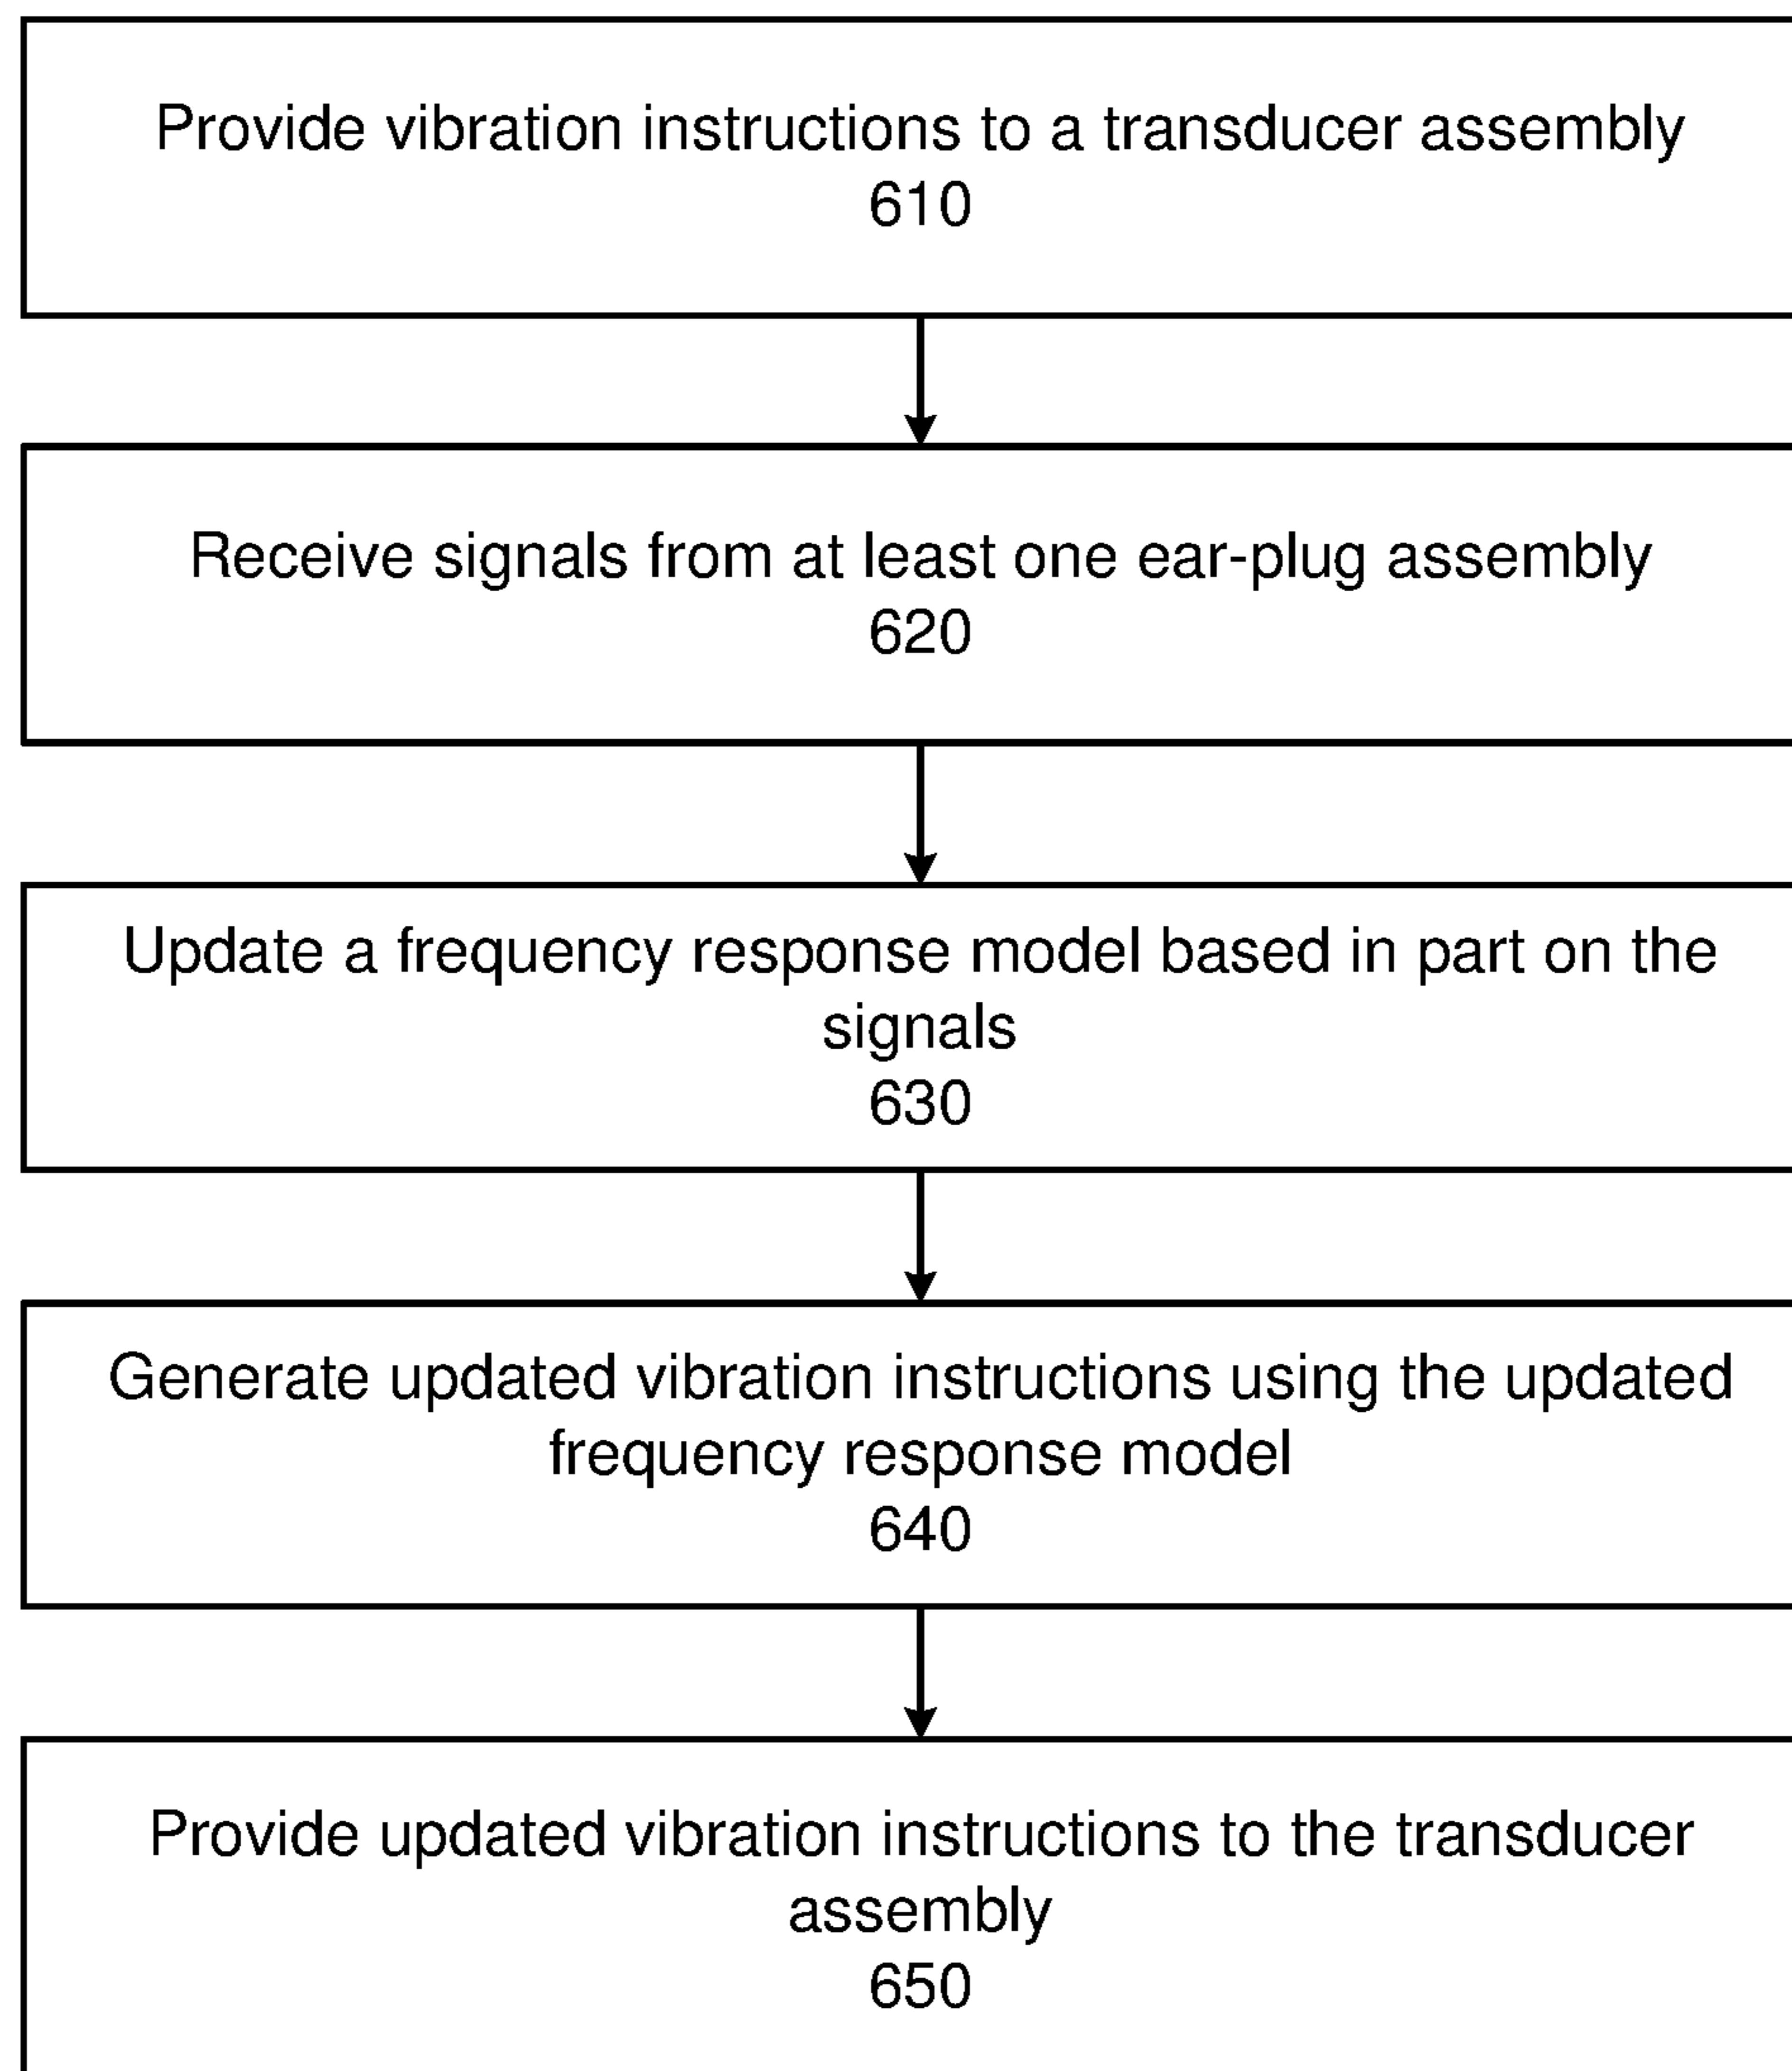 Provide vibration instructions to a transducer assembly
610
Receive signals from at least one ear-plug assembly
620
Update a frequency response model based in part on the
signals
630
Generate updated vibration instructions using the updated
frequency response model
640
Provide updated vibration instructions to the transducer
assembly
650